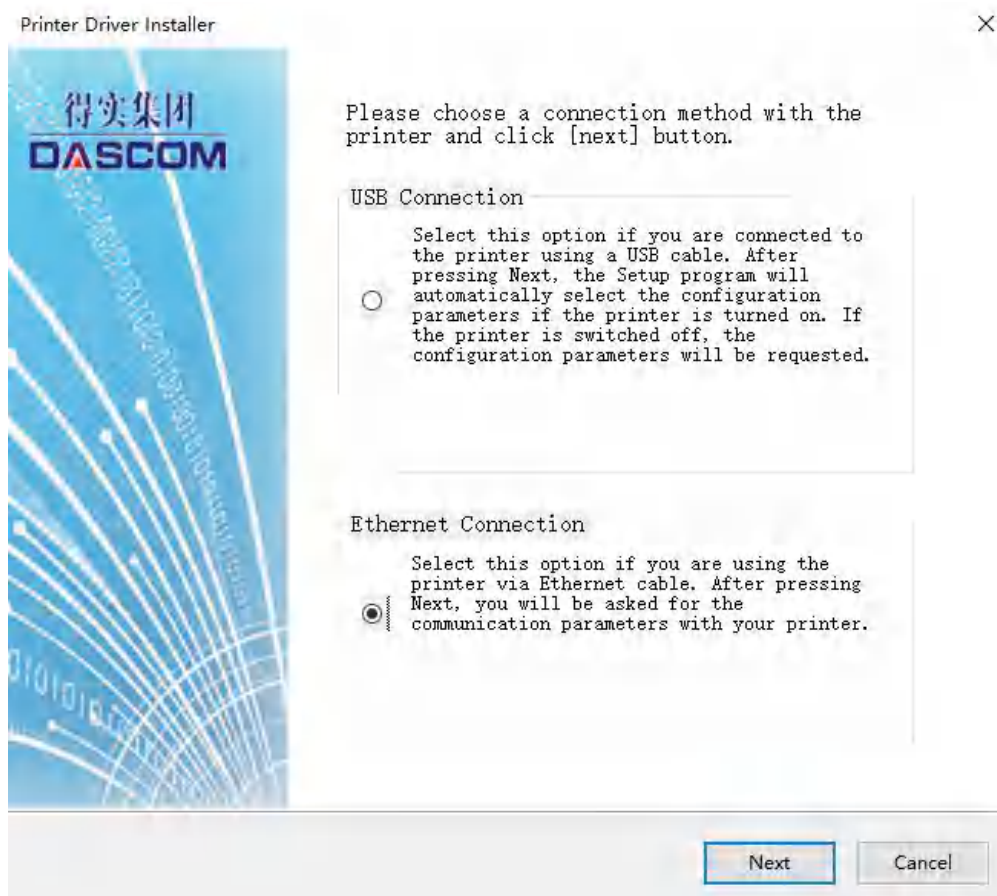 Printer Driver Installer
得实集团
DASCOM
Please choose a connection method with the
printer and click [next] button.
USB Connection
Select this option if you are connected to
the printer using a USB cable. After
pressing Next, the Setup program will
automatically select the configuration
parameters if the printer is turned on. If
the printer is switched off, the
configuration parameters will be requested.
Ethernet Connection
Select this option if you are using the
printer via Ethernet cable. After pressing
Next, you will be asked for the
communication parameters with your printer.
Next
Cancel